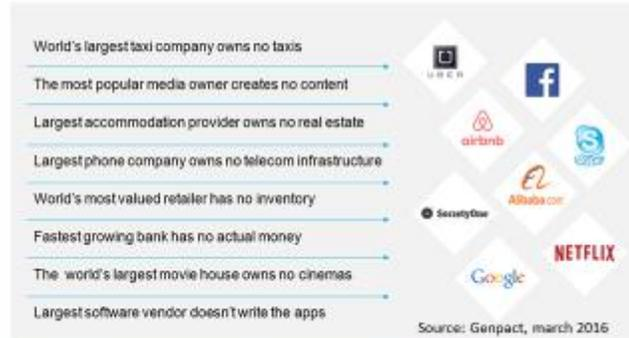 World's largest taxi company owns no taxis
The most popular media owner creates no content
Largest accommodation provider owns no real estate
Largest phone company owns no telecom infrastructure
World's most valued retailer has no inventory
Fastest growing bank has no actual money
The world's largest movie house owns no cinemas
Largest software vendor doesn't write the apps
UBER
f
airbnb
S
Alibaba.com
SocietyOne
NETFLIX
Google
Source: Genpact, march 2016